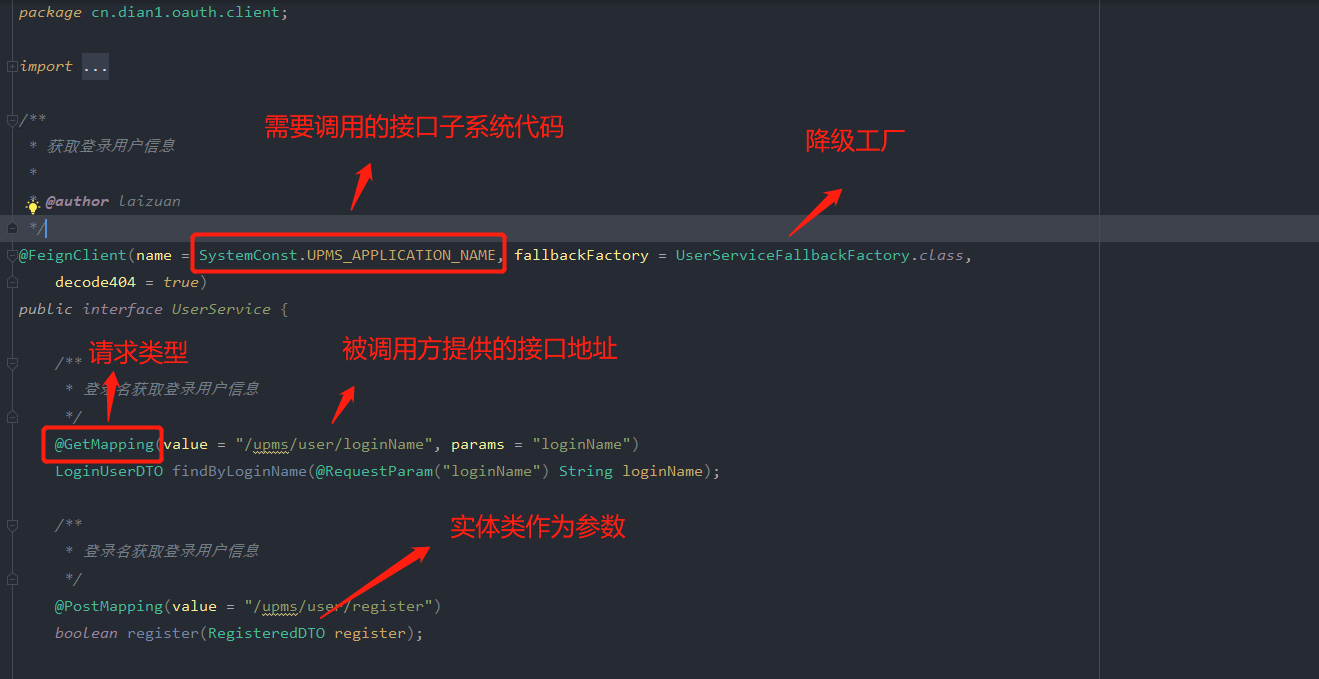 package cn.dian1.oauth.client;
import ...
/**
需要调用的接口子系统代码
降级工厂
* 获取登录用户信息
*
* @author laizuan
*/
@FeignClient(name = SystemConst.UPMS_APPLICATION_NAME, fallbackFactory = UserServiceFallbackFactory.class,
decode404 = true)
public interface UserService {
请求类型
被调用方提供的接口地址
/**
* 登录名获取登录用户信息
*/
@GetMapping(value = "/upms/user/loginName", params = "loginName")
LoginUserDTO findByLoginName(@RequestParam("loginName") String loginName);
/**
实体类作为参数
* 登录名获取登录用户信息
*/
@PostMapping(value = "/upms/user/register")
boolean register(RegisteredDTO register);